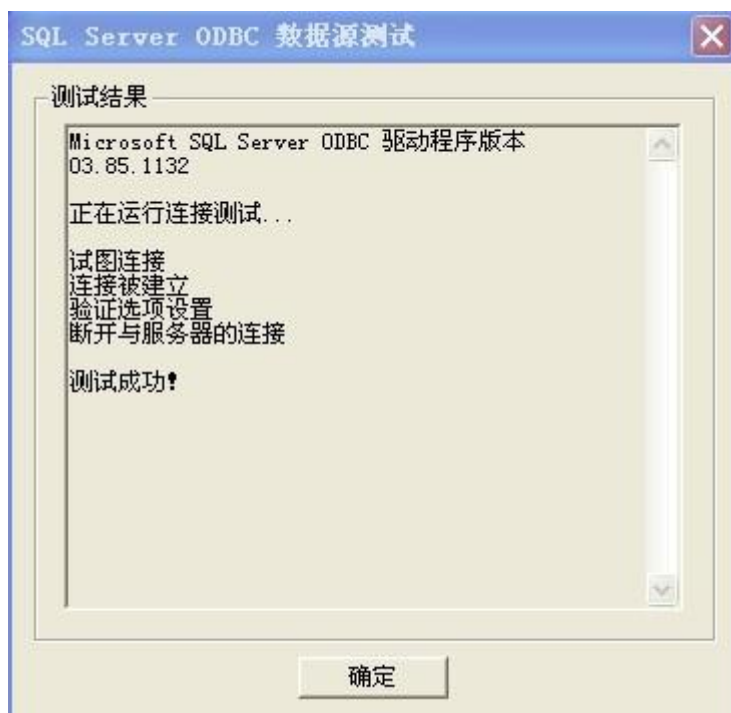 SQL Server ODBC 数据源测试
测试结果
Microsoft SQL Server ODBC 驱动程序版本
03.85.1132
正在运行连接测试...
试图连接
连接被建立
验证选项设置
断开与服务器的连接
测试成功!
确定